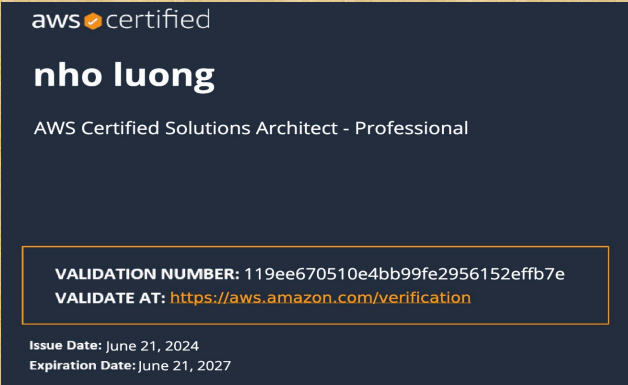 aws certified
nho luong
AWS Certified Solutions Architect - Professional
VALIDATION NUMBER: 119ee670510e4bb99fe2956152effb7e
VALIDATE AT: https://aws.amazon.com/verification
Issue Date: June 21, 2024
Expiration Date: June 21, 2027